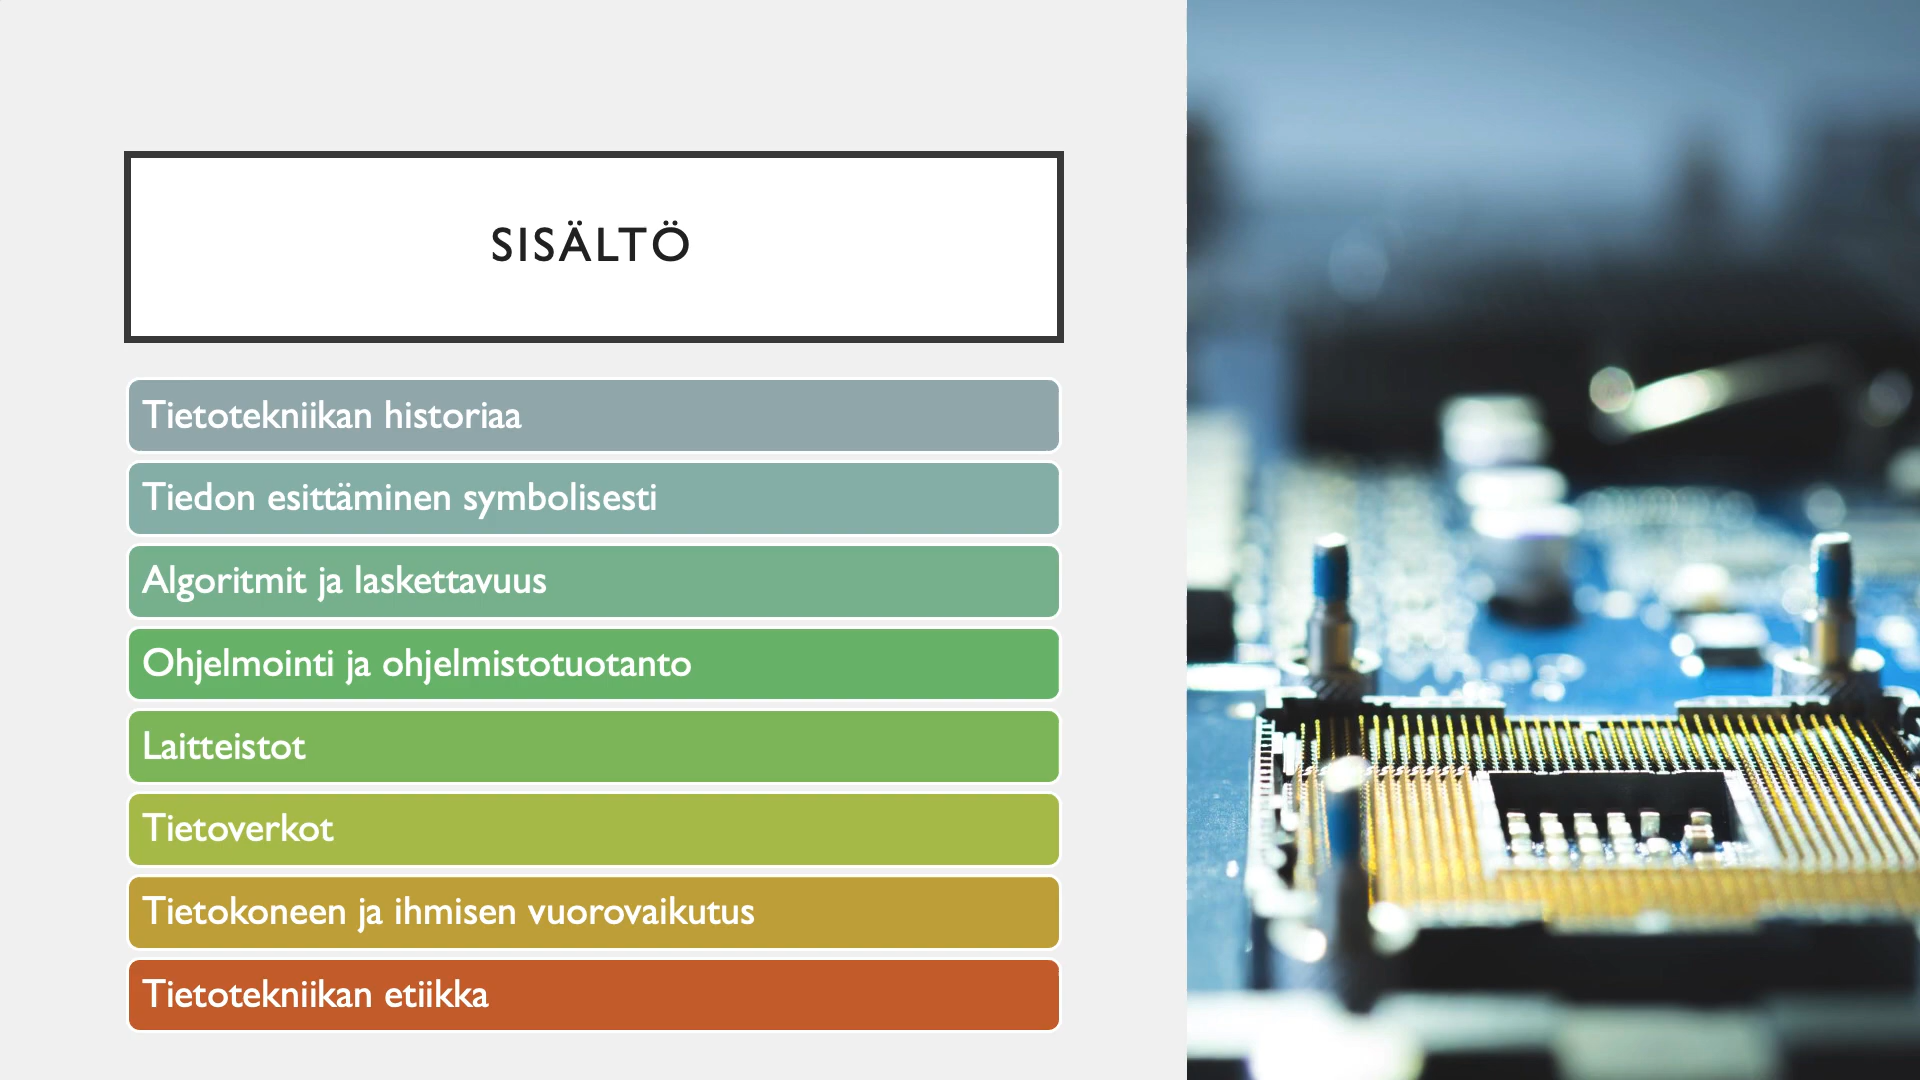 SISÄLTÖ
Tietotekniikan historiaa
Tiedon esittäminen symbolisesti
Algoritmit ja laskettavuus
Ohjelmointi ja ohjelmistotuotanto
Laitteistot
Tietoverkot
Tietokoneen ja ihmisen vuorovaikutus
Tietotekniikan etiikka